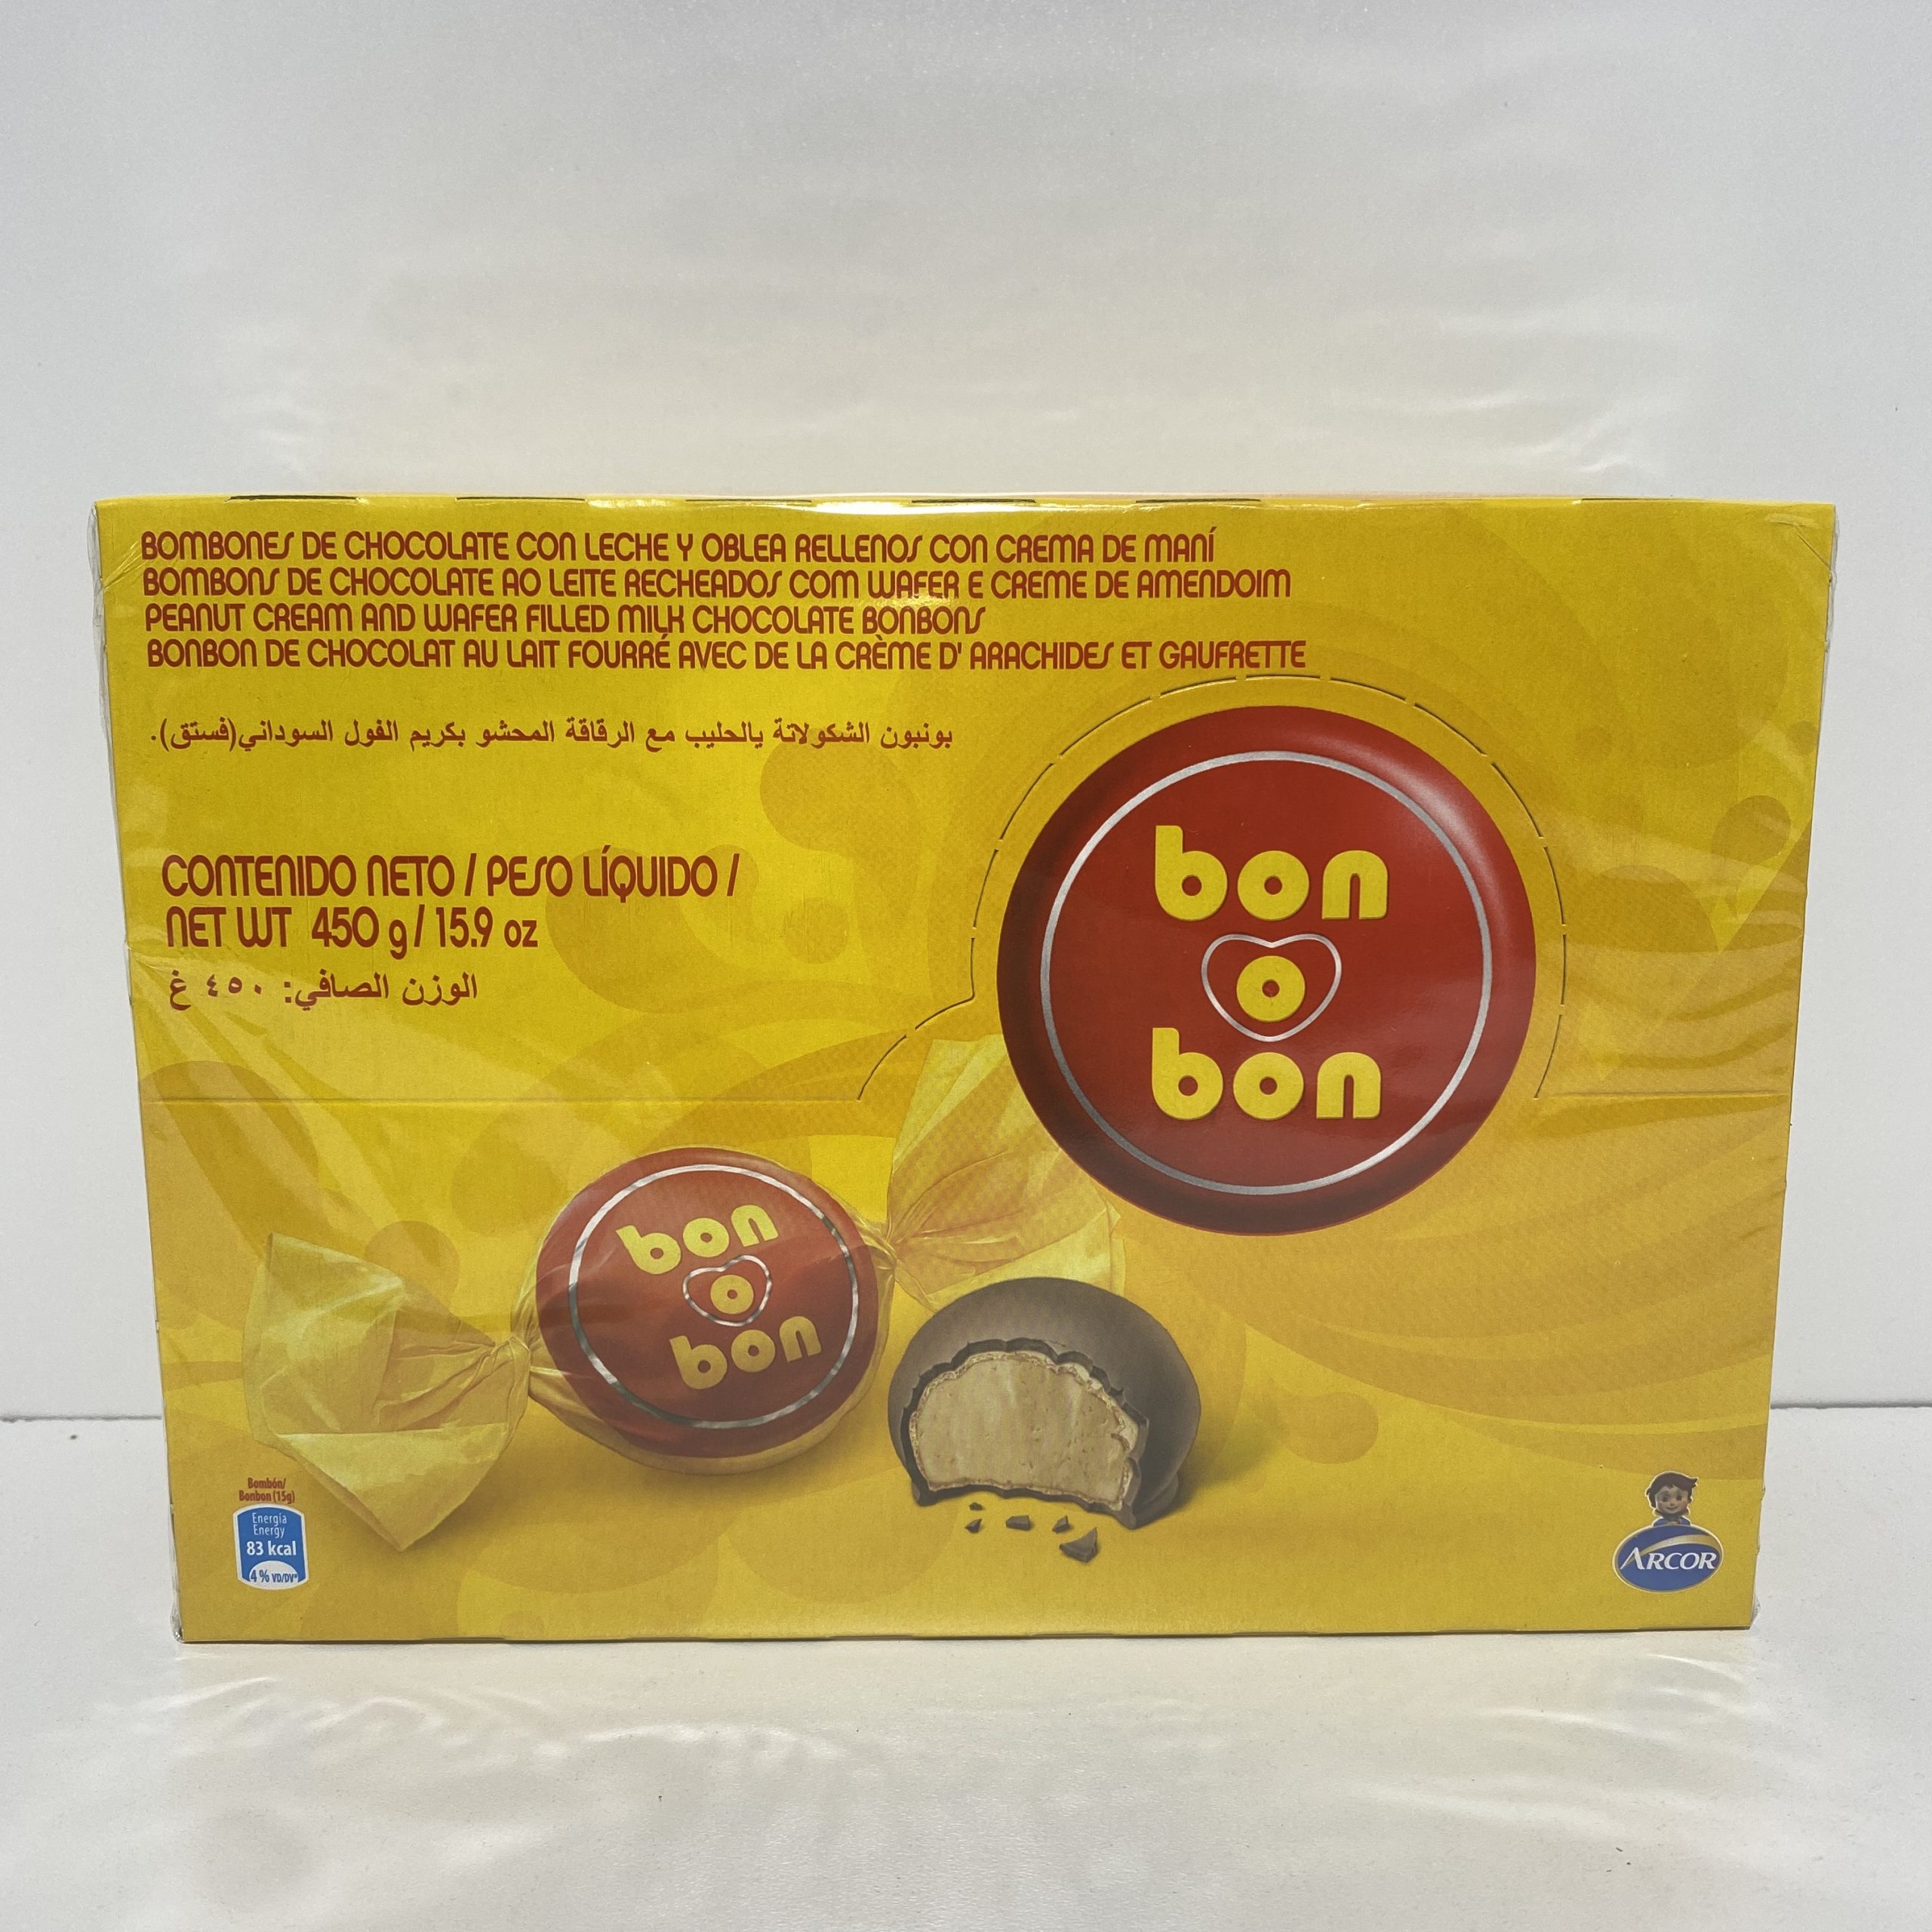 BOMBONES DE CHOCOLATE CON LECHE Y OBLEA RELLENOS CON CREMA DE MANÍ
BOMBONS DE CHOCOLATE AO LEITE RECHEADOS COM WAFER E CREME DE AMENDOIM
PEANUT CREAM AND WAFER FILLED MILK CHOCOLATE BONBONS
BONBON DE CHOCOLAT AU LAIT FOURRÉ AVEC DE LA CRÈME D' ARACHIDES ET GAUFRETTE
بونبون الشكولاتة يالحليب مع الرقاقة المحشو بكريم الفول السوداني(فستق).
CONTENIDO NETO / PESO LÍQUIDO /
NET WT 450 g / 15.9 oz
الوزن الصافي: ٤٥٠ غ
bon
o
bon
bon
o
bon
Bombón/
Bonbon (15g)
Energía
Energy
83 kcal
4% VD/DV*
ARCOR